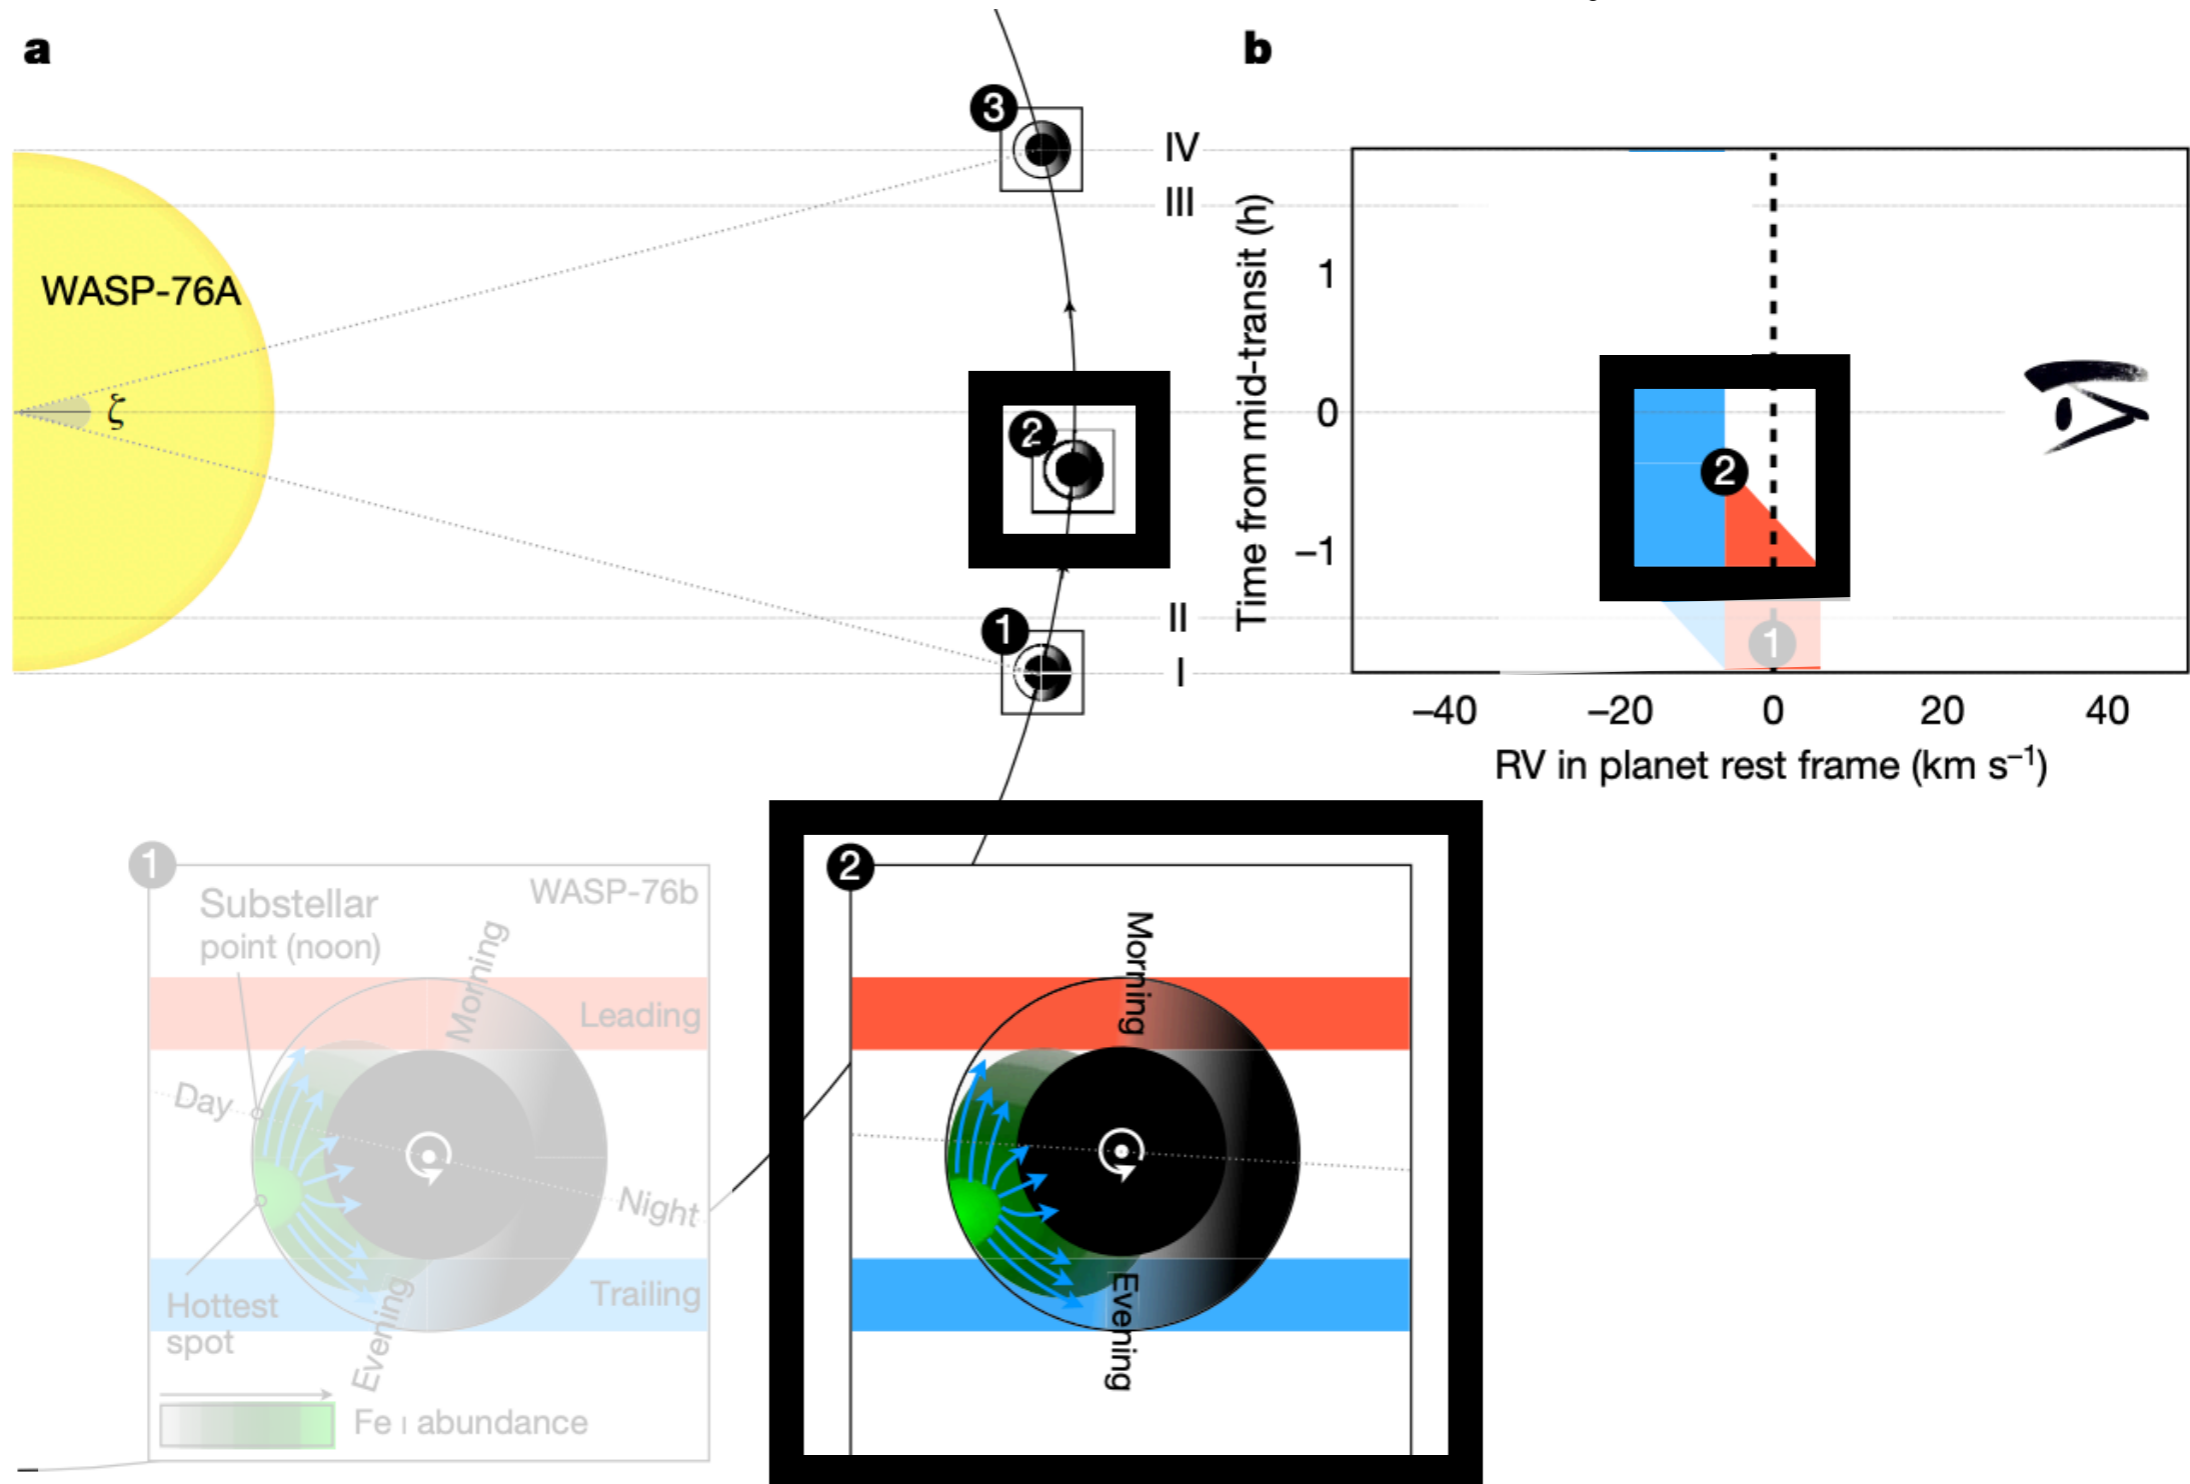 a
b
3
IV
III
WASP-76A
ζ
2
1
II
I
Time from mid-transit (h)
1
0
−1
2
1
−40 −20 0 20 40
RV in planet rest frame (km s−1)
1
WASP-76b
Substellar
point (noon)
Morning
Leading
Day
Night
Hottest
spot
Evening
Trailing
Fe I abundance
2
Morning
Evening